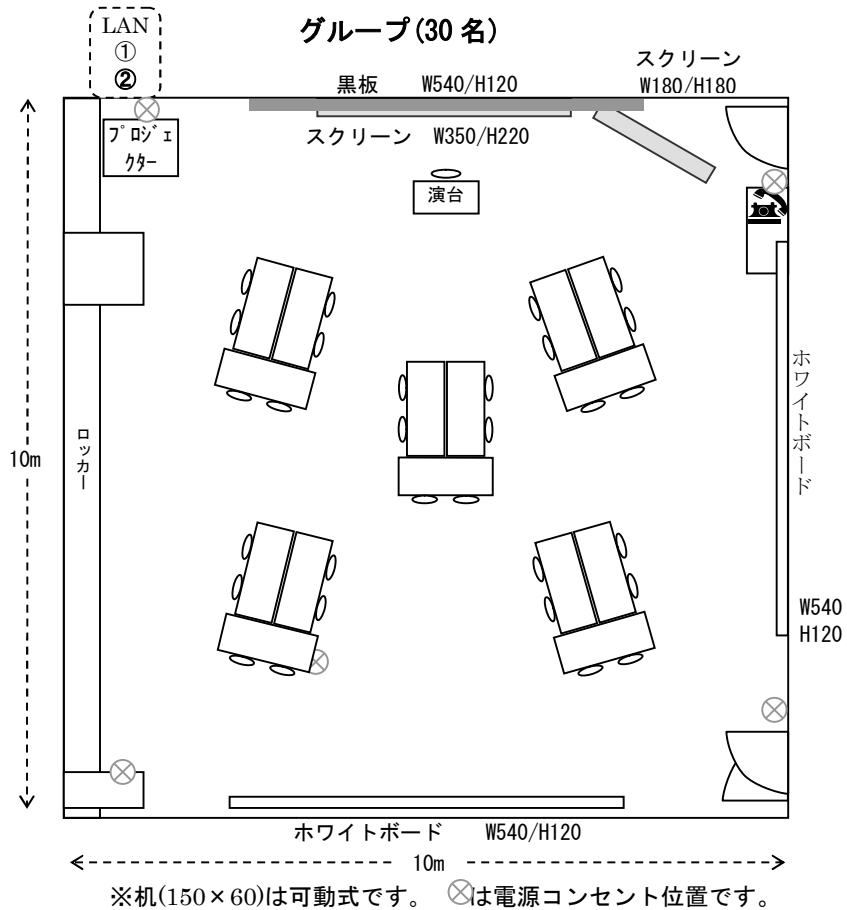 LAN
①
②
グループ(30 名)
スクリーン
W180/H180
黒板 W540/H120
スクリーン W350/H220
プロジェ
クター
演台
ホワイトボード
W540
H120
ロッカー
10m
ホワイトボード W540/H120
10m
※机(150×60)は可動式です。 ⊗は電源コンセント位置です。